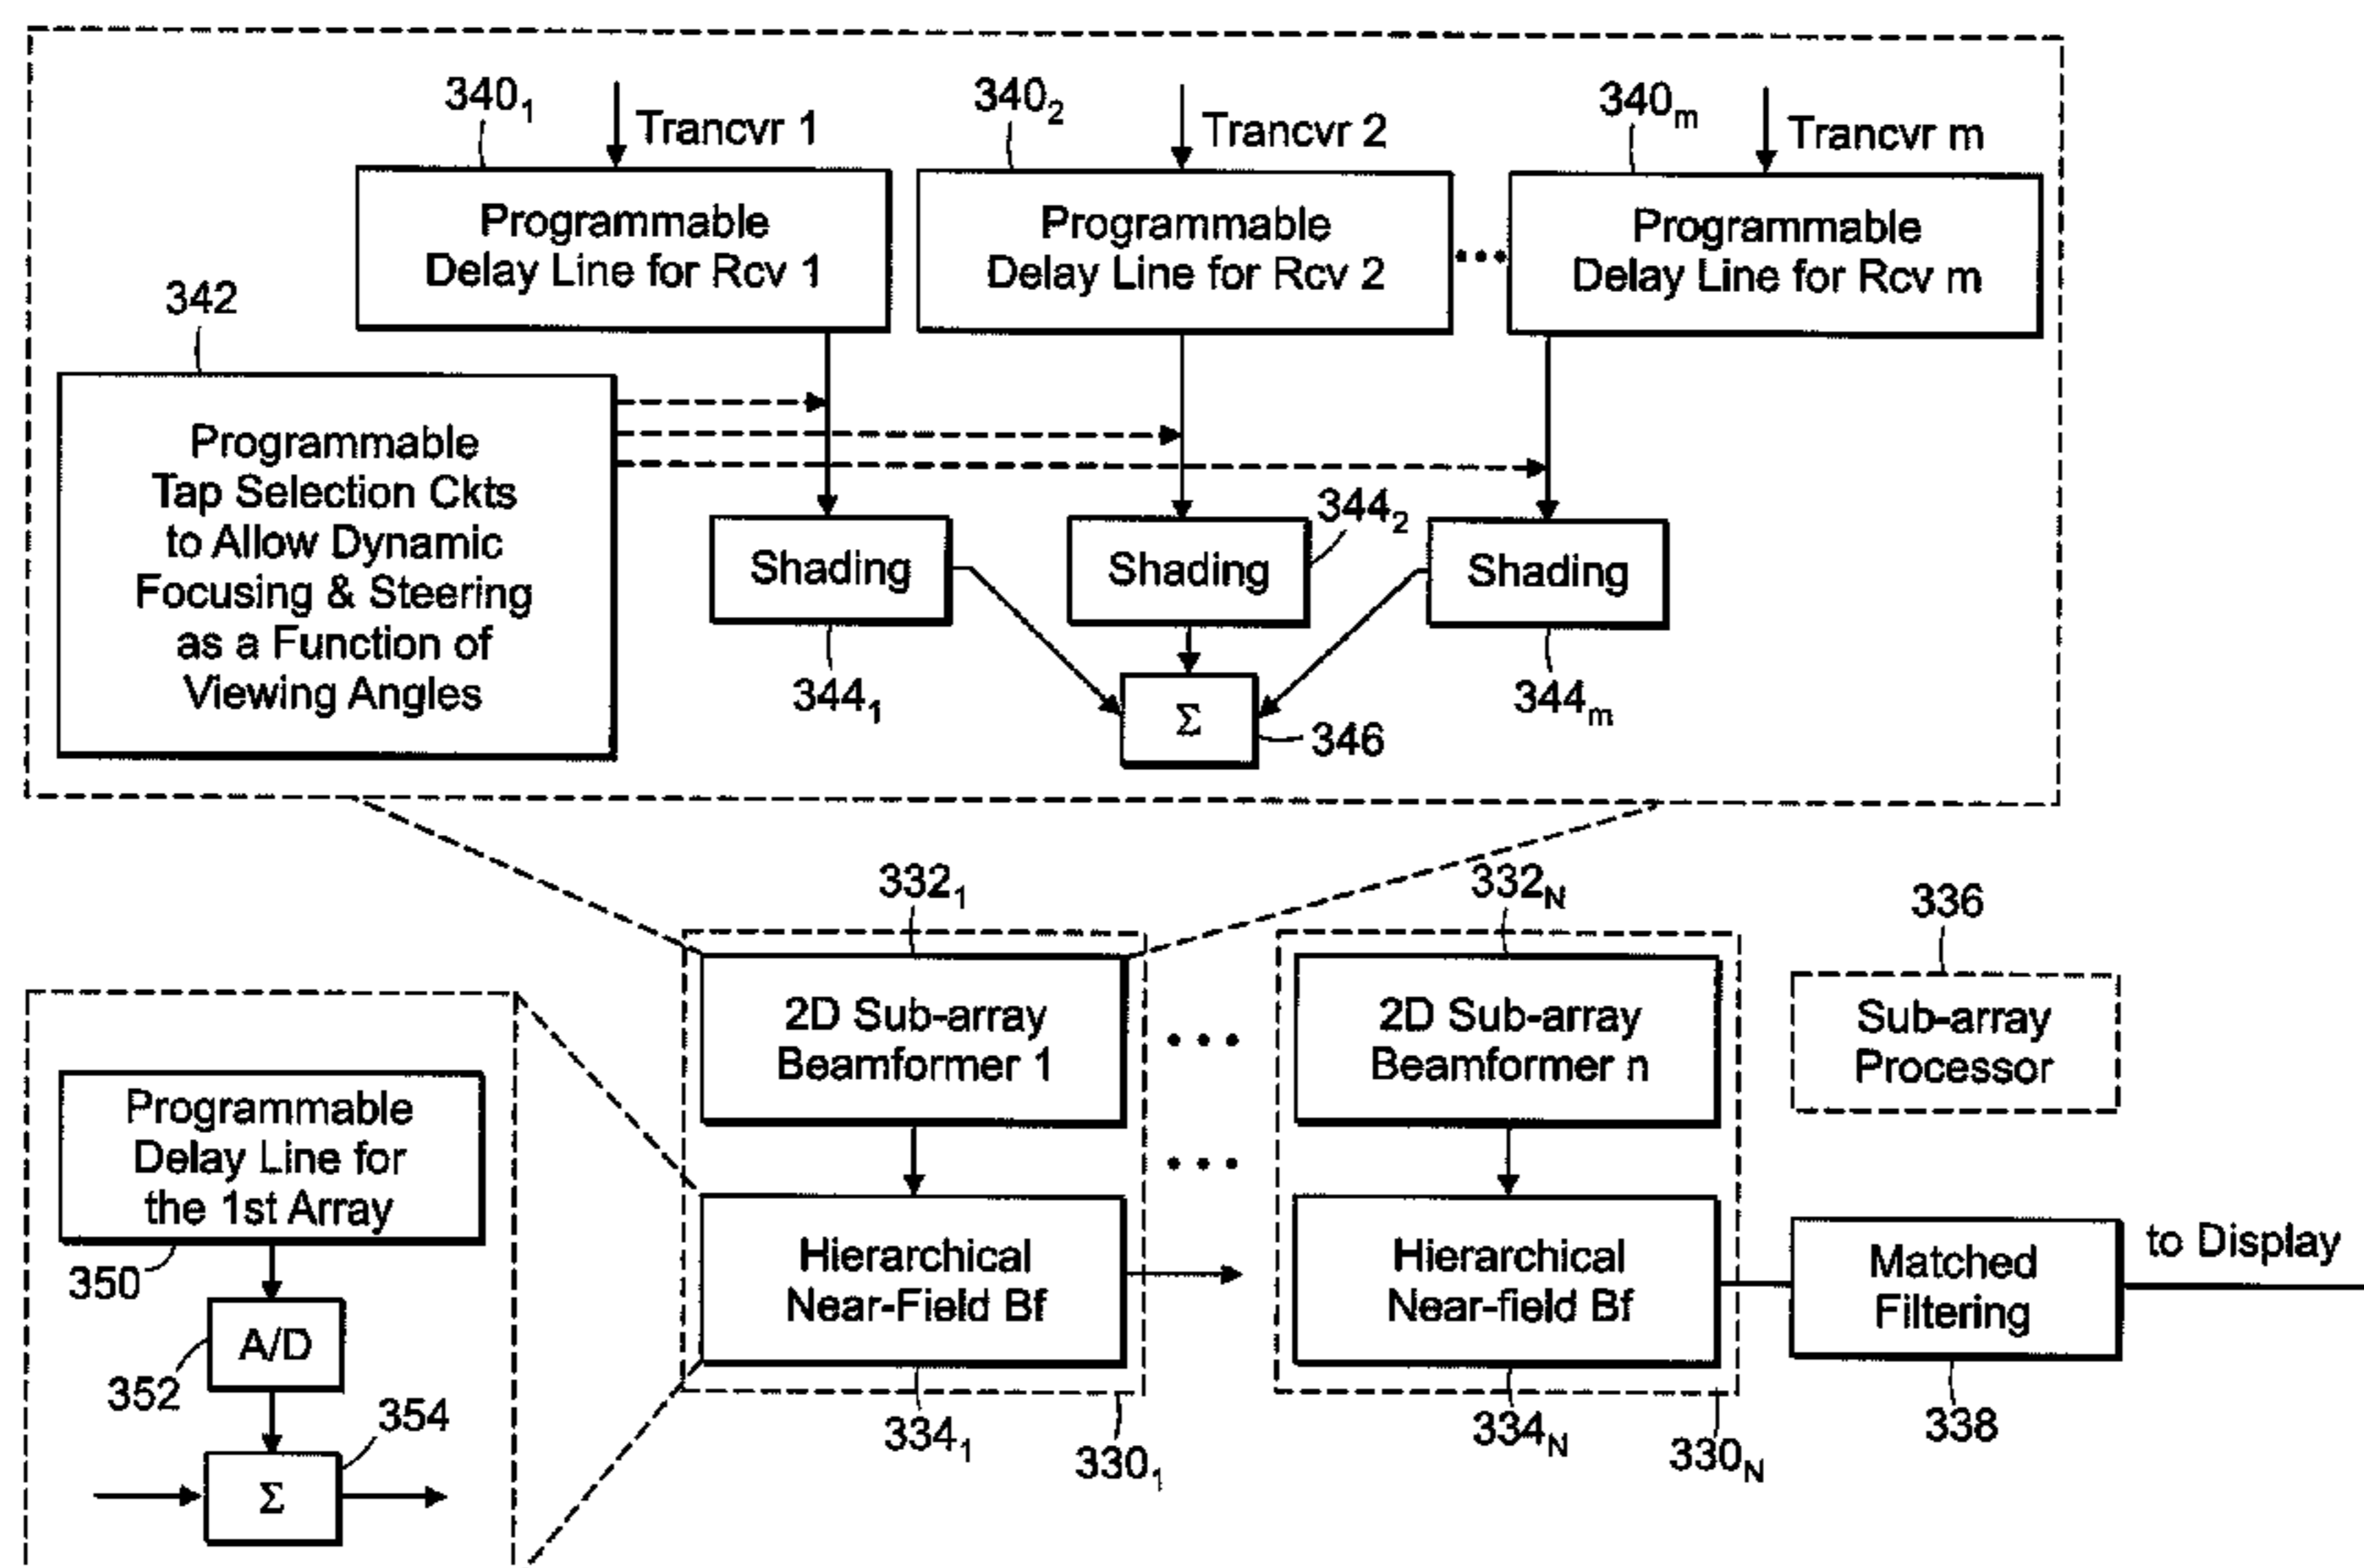 340₁
Trancvr 1
340₂
Trancvr 2
340ₘ
Trancvr m
Programmable
Delay Line for Rcv 1
Programmable
Delay Line for Rcv 2
...
Programmable
Delay Line for Rcv m
342
Programmable
Tap Selection Ckts
to Allow Dynamic
Focusing & Steering
as a Function of
Viewing Angles
Shading
344₁
Shading
344₂
Shading
344ₘ
Σ
346
332₁
332_N
336
2D Sub-array
Beamformer 1
...
2D Sub-array
Beamformer n
Sub-array
Processor
Programmable
Delay Line for
the 1st Array
350
A/D
352
Σ
354
...
Hierarchical
Near-Field Bf
334₁
330₁
Hierarchical
Near-field Bf
334_N
330_N
Matched
Filtering
338
to Display